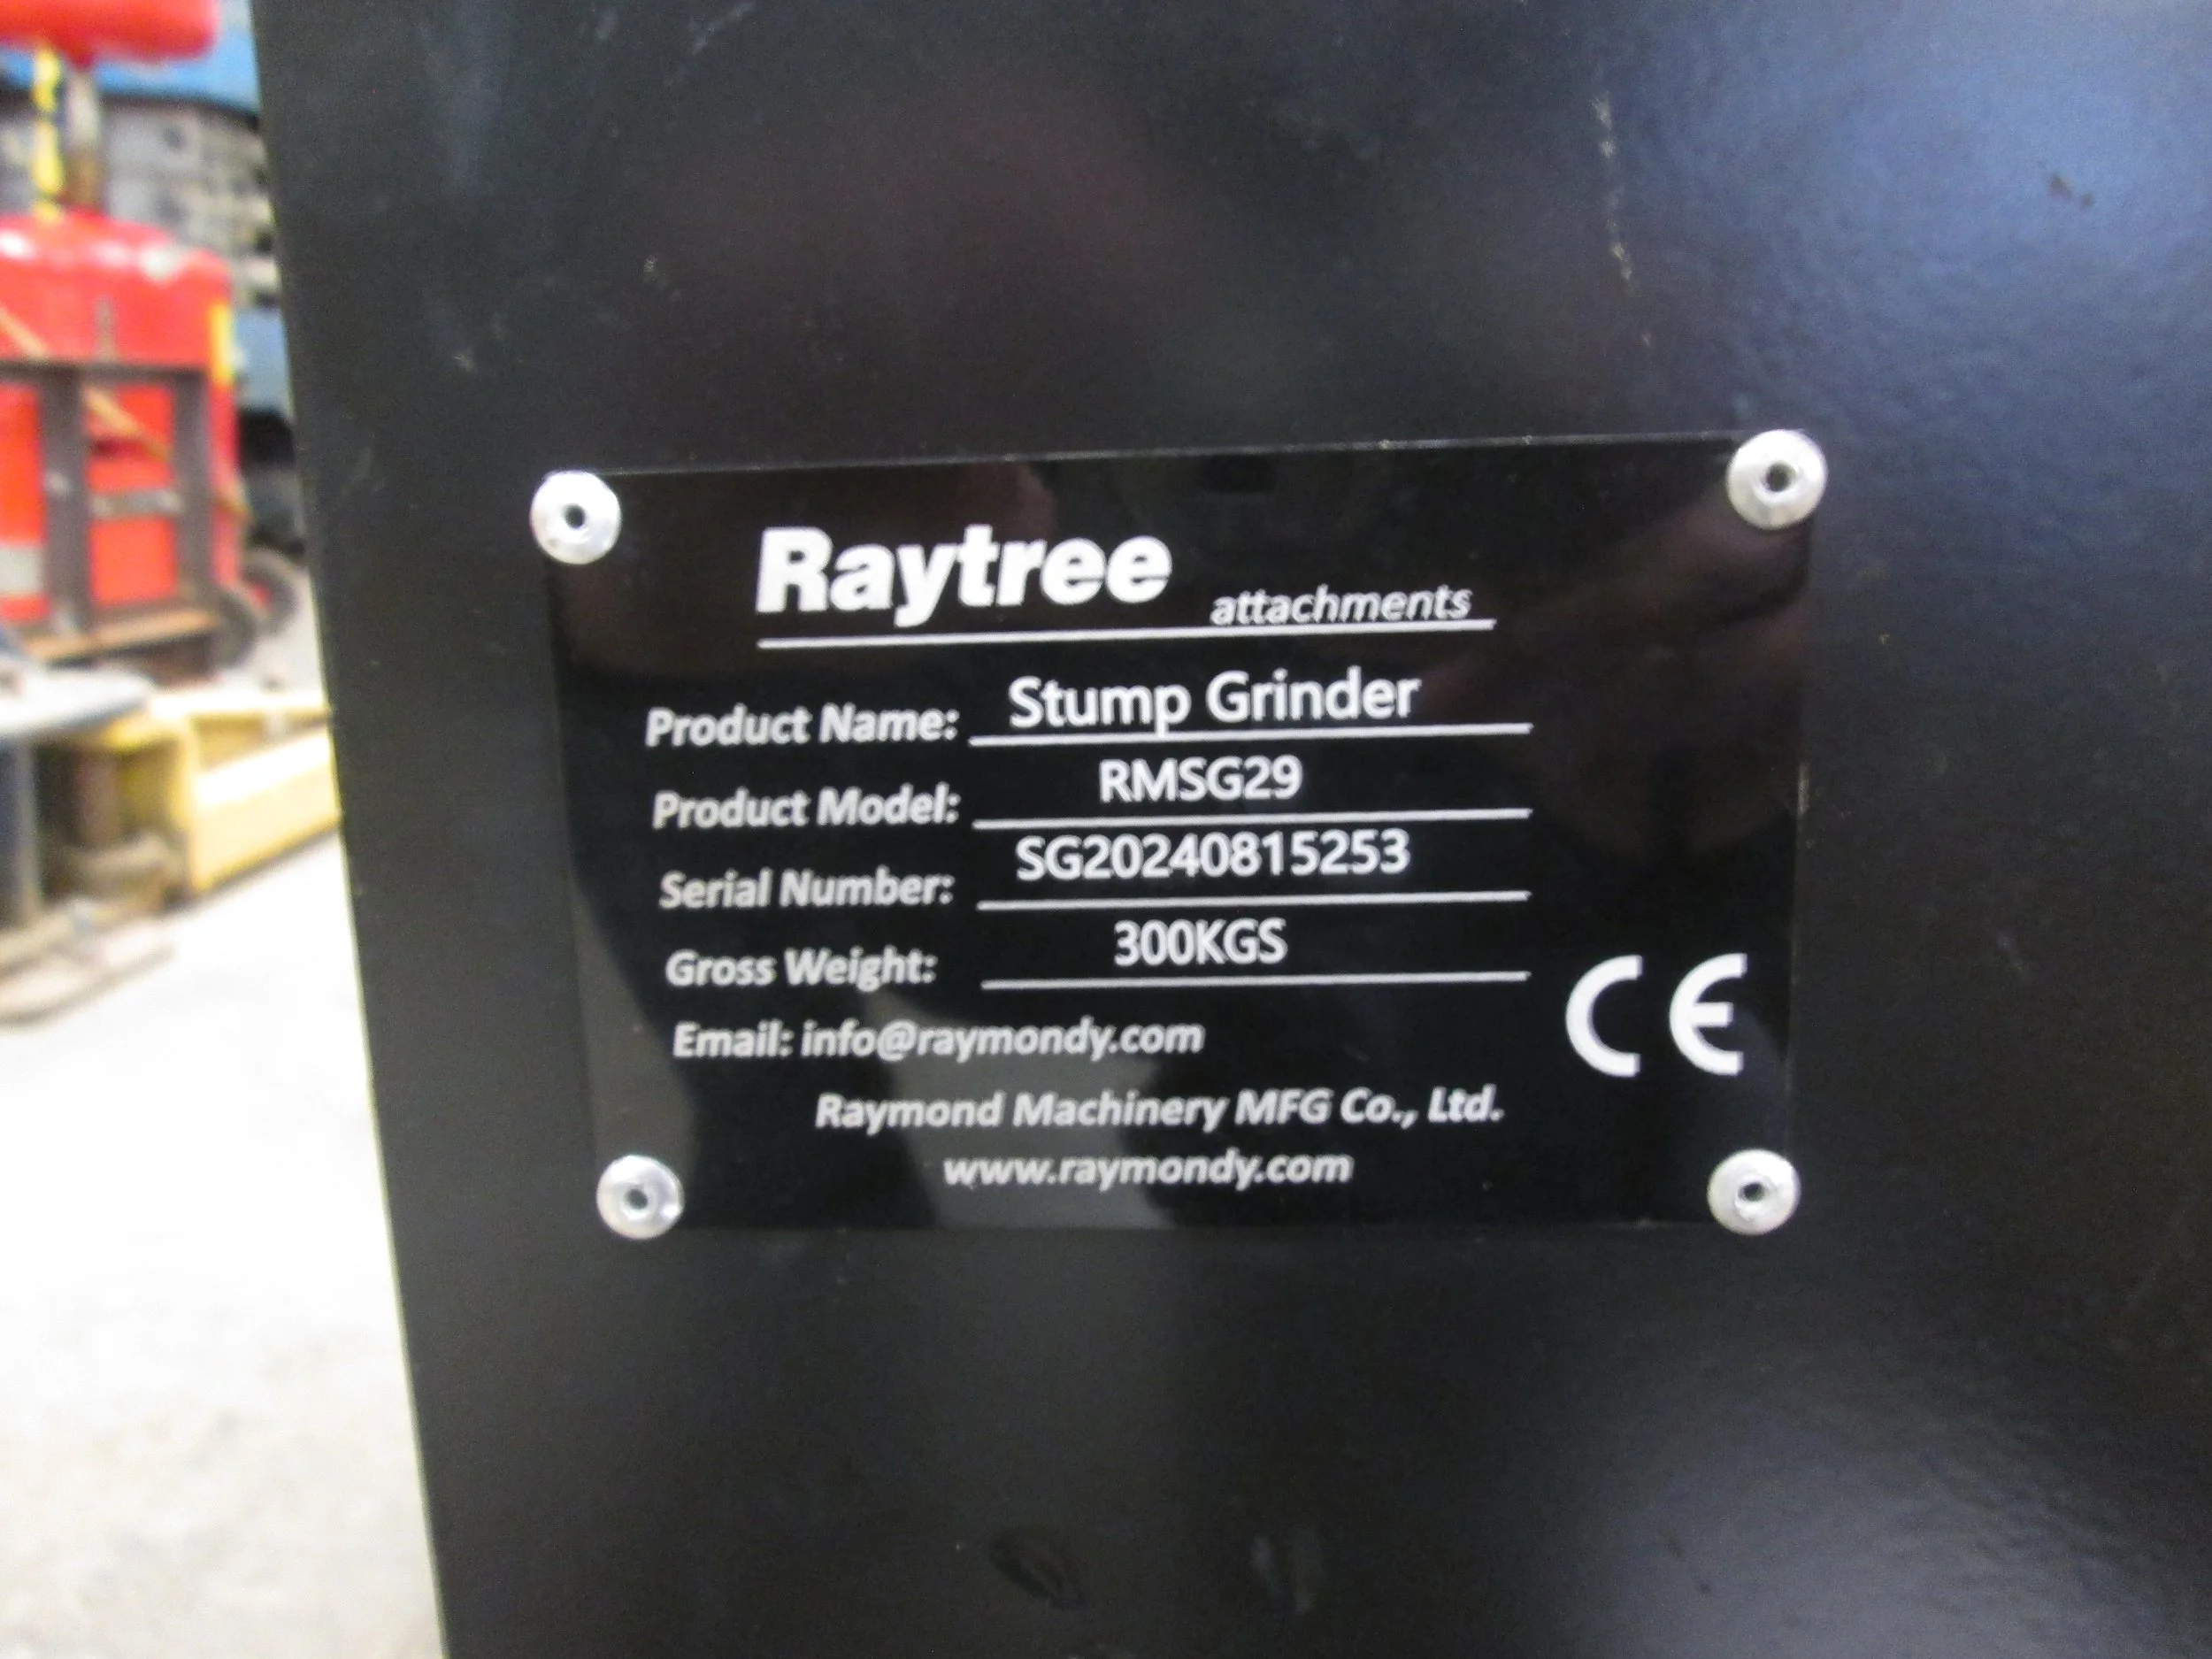 Raytree attachments
Product Name: Stump Grinder
Product Model: RMSG29
Serial Number: SG20240815253
Gross Weight: 300KGS
Email: info@raymondy.com
CE
Raymond Machinery MFG Co., Ltd.
www.raymondy.com